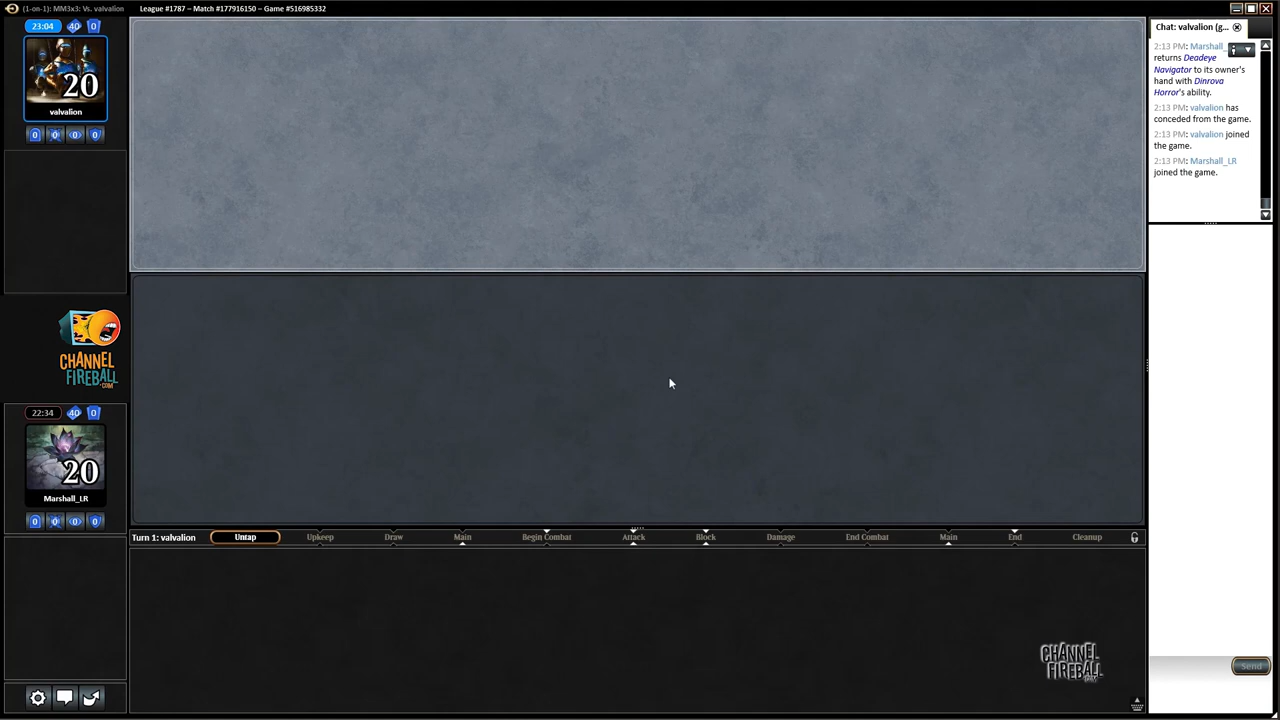 (1-on-1): MM3x3: Vs. valvalion
League #1787 – Match #177916150 – Game #516985332
23:04 40 0
20
valvalion
0 0 0 0
CHANNEL
FIREBALL
.COM
22:34 40 0
20
Marshall_LR
0 0 0 0
Turn 1: valvalion Untap Upkeep Draw Main Begin Combat Attack Block Damage End Combat Main End Cleanup
CHANNEL
FIREBALL
.COM
Chat: valvalion (g...
2:13 PM: Marshall_
returns Deadeye
Navigator to its owner's
hand with Dinrova
Horror's ability.
2:13 PM: valvalion has
conceded from the game.
2:13 PM: valvalion joined
the game.
2:13 PM: Marshall_LR
joined the game.
Send